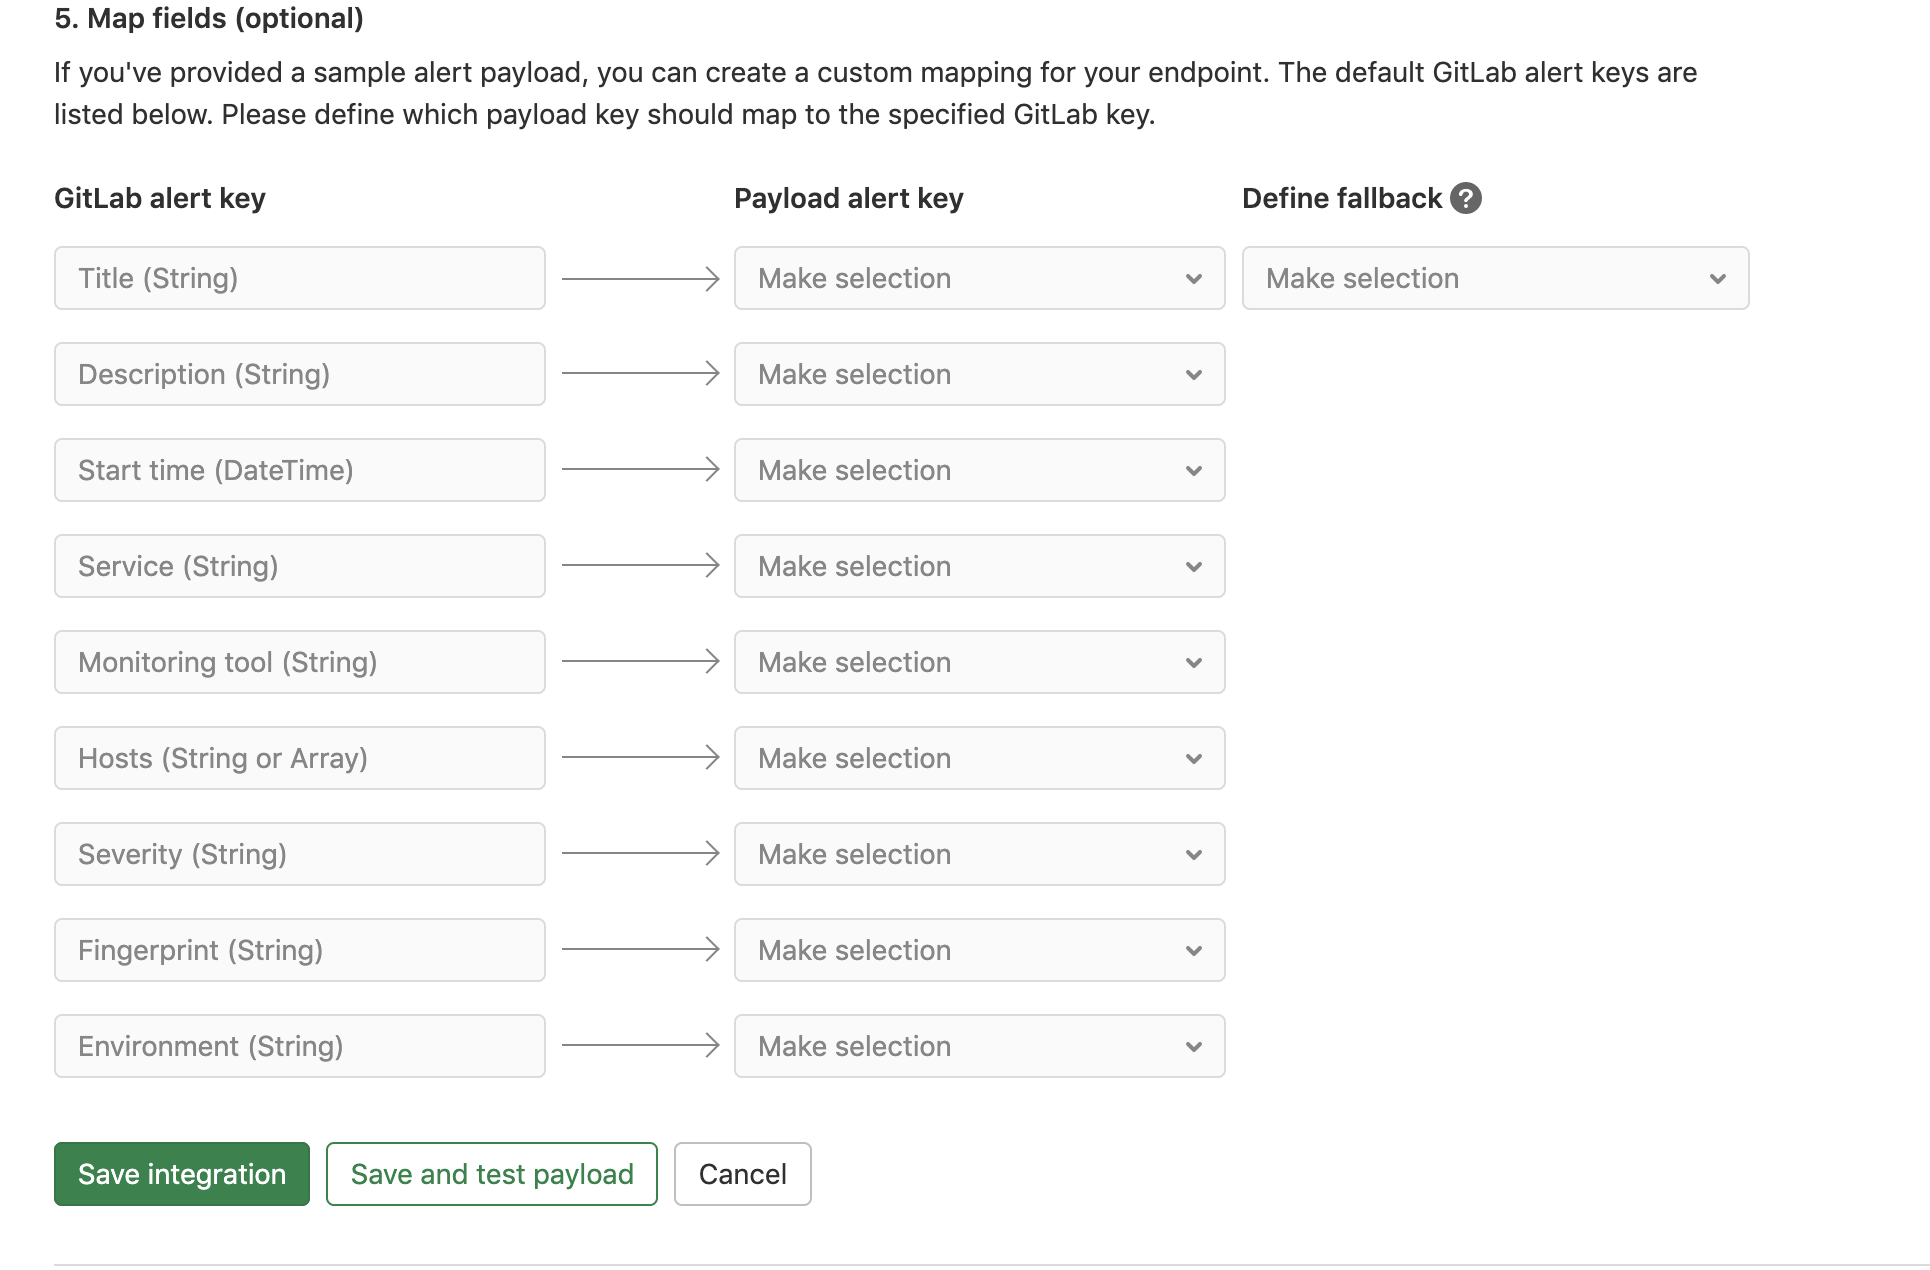 5. Map fields (optional)
If you've provided a sample alert payload, you can create a custom mapping for your endpoint. The default GitLab alert keys are
listed below. Please define which payload key should map to the specified GitLab key.
GitLab alert key Payload alert key Define fallback ?
Title (String) Make selection Make selection
Description (String) Make selection
Start time (DateTime) Make selection
Service (String) Make selection
Monitoring tool (String) Make selection
Hosts (String or Array) Make selection
Severity (String) Make selection
Fingerprint (String) Make selection
Environment (String) Make selection
Save integration Save and test payload Cancel